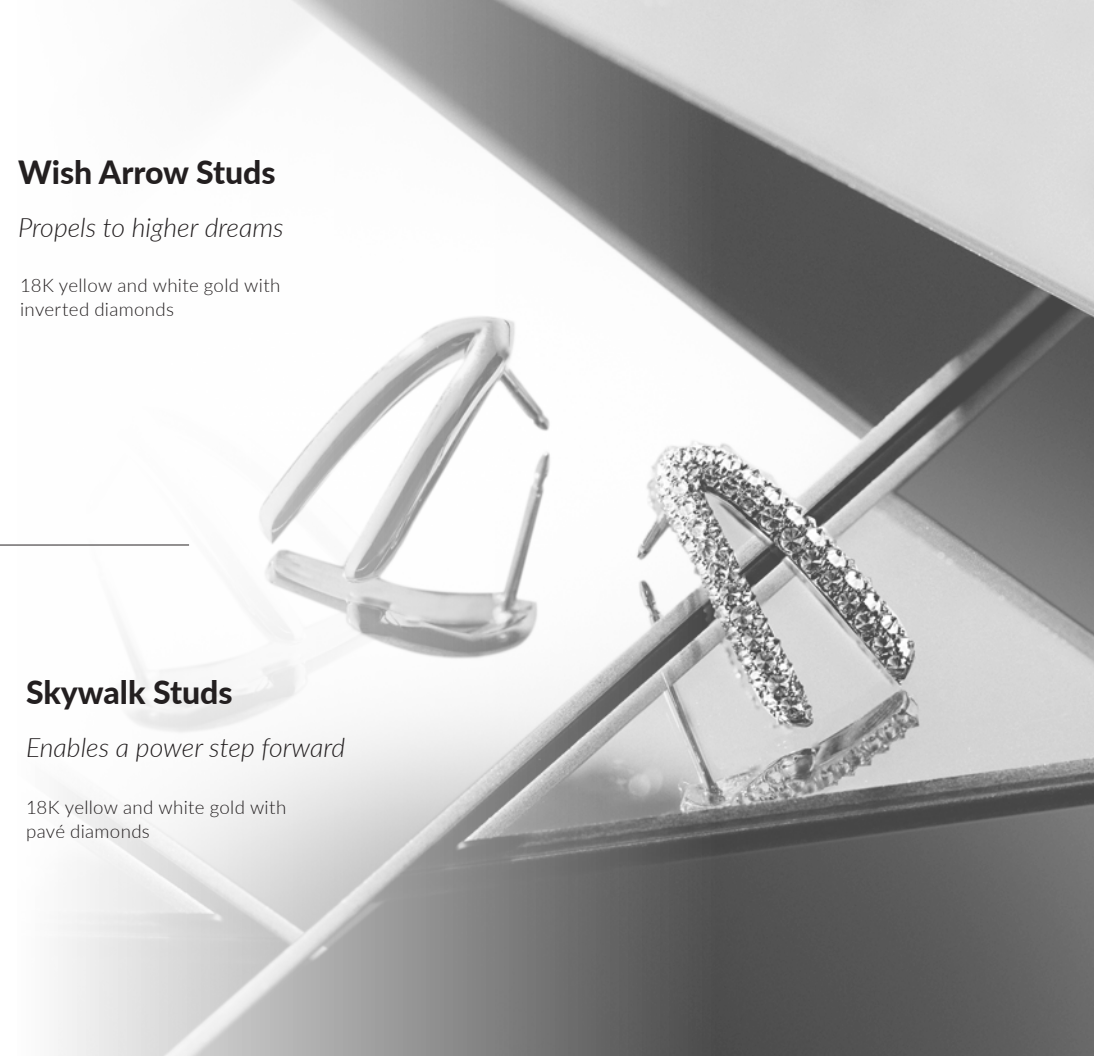 Wish Arrow Studs
Propels to higher dreams
18K yellow and white gold with
inverted diamonds
Skywalk Studs
Enables a power step forward
18K yellow and white gold with
pavé diamonds